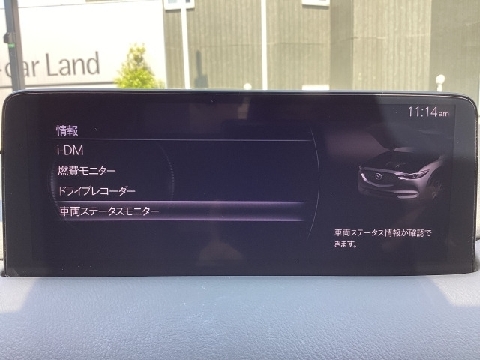 car Land
11:14am
情報
i-DM
燃費モニター
ドライブレコーダー
車両ステータスモニター
車両ステータス情報が確認で
きます。